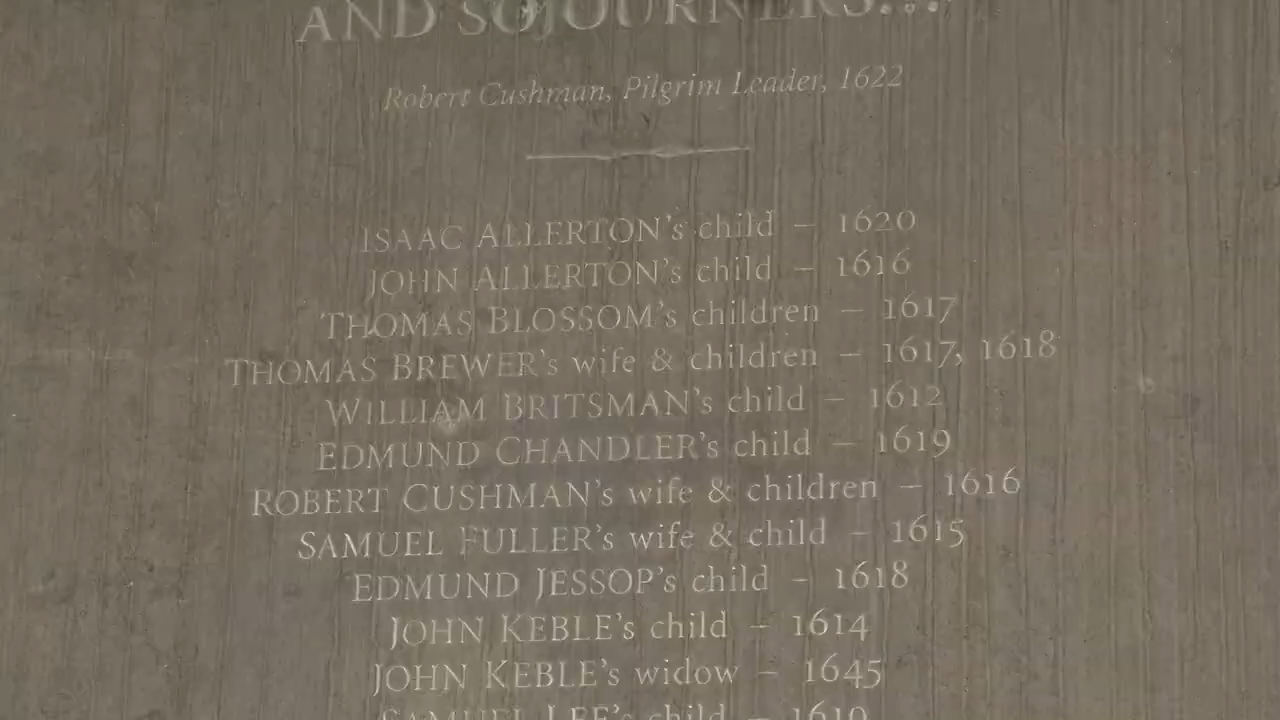 AND SOJOURNERS...
Robert Cushman, Pilgrim Leader, 1622
ISAAC ALLERTON's child – 1620
JOHN ALLERTON's child – 1616
THOMAS BLOSSOM's children – 1617
THOMAS BREWER's wife & children – 1617, 1618
WILLIAM BRITSMAN's child – 1612
EDMUND CHANDLER's child – 1619
ROBERT CUSHMAN's wife & children – 1616
SAMUEL FULLER's wife & child – 1615
EDMUND JESSOP's child – 1618
JOHN KEBLE's child – 1614
JOHN KEBLE's widow – 1645
SAMUEL LEE's child –